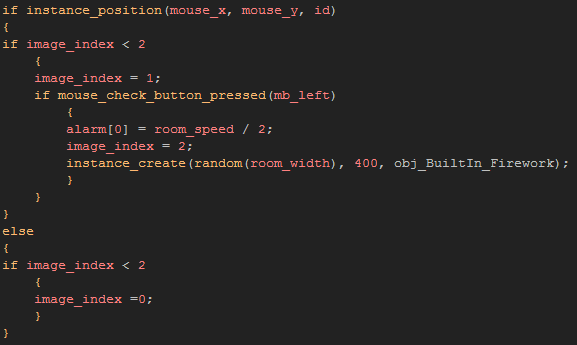 if instance_position(mouse_x, mouse_y, id)
{
if image_index < 2
    {
    image_index = 1;
    if mouse_check_button_pressed(mb_left)
        {
        alarm[0] = room_speed / 2;
        image_index = 2;
        instance_create(random(room_width), 400, obj_BuiltIn_Firework);
        }
    }
}
else
{
if image_index < 2
    {
    image_index =0;
    }
}